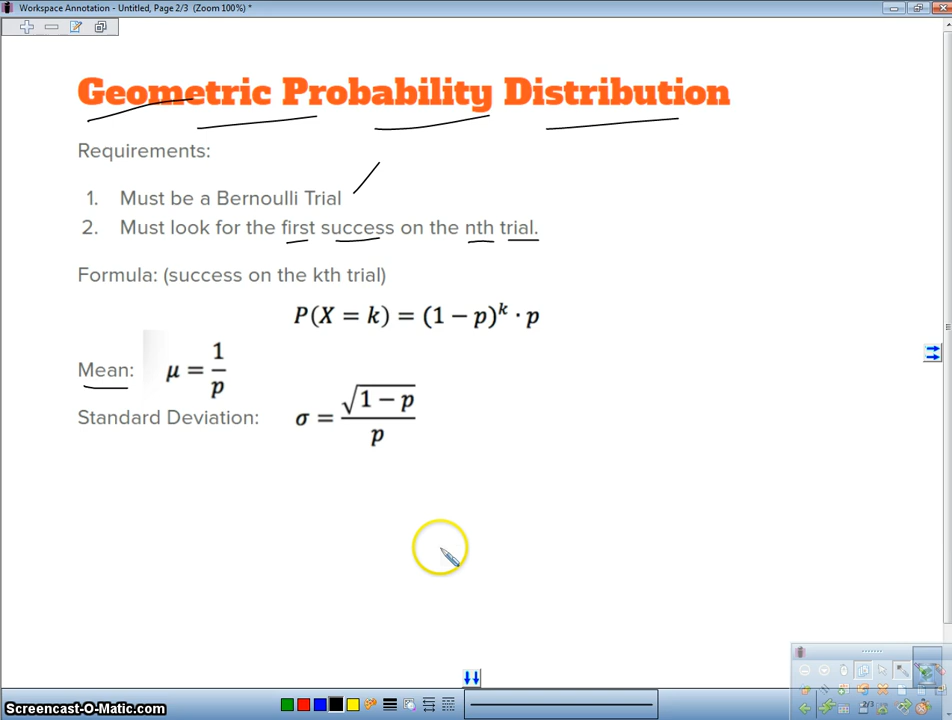 Workspace Annotation - Untitled, Page 2/3 (Zoom 100%) *
Geometric Probability Distribution
Requirements:
1. Must be a Bernoulli Trial
2. Must look for the first success on the nth trial.
Formula: (success on the kth trial)
P(X = k) = (1 − p)^k · p
Mean: μ = 1/p
Standard Deviation: σ = √(1 − p)/p
2/3
Screencast-O-Matic.com